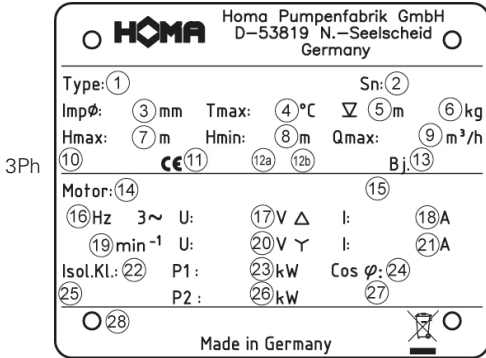 HOMA
Homa Pumpenfabrik GmbH
D-53819 N.-Seelscheid
Germany
Type: 1 Sn: 2
Impø: 3 mm Tmax: 4 °C 5 m 6 kg
Hmax: 7 m Hmin: 8 m Qmax: 9 m³/h
3Ph
10 CE 11 12a 12b Bj. 13
Motor: 14 15
16 Hz 3~ U: 17 V △ I: 18 A
19 min⁻¹ U: 20 V Y I: 21 A
Isol.Kl.: 22 P1: 23 kW Cos φ: 24
25 P2: 26 kW 27
28
Made in Germany